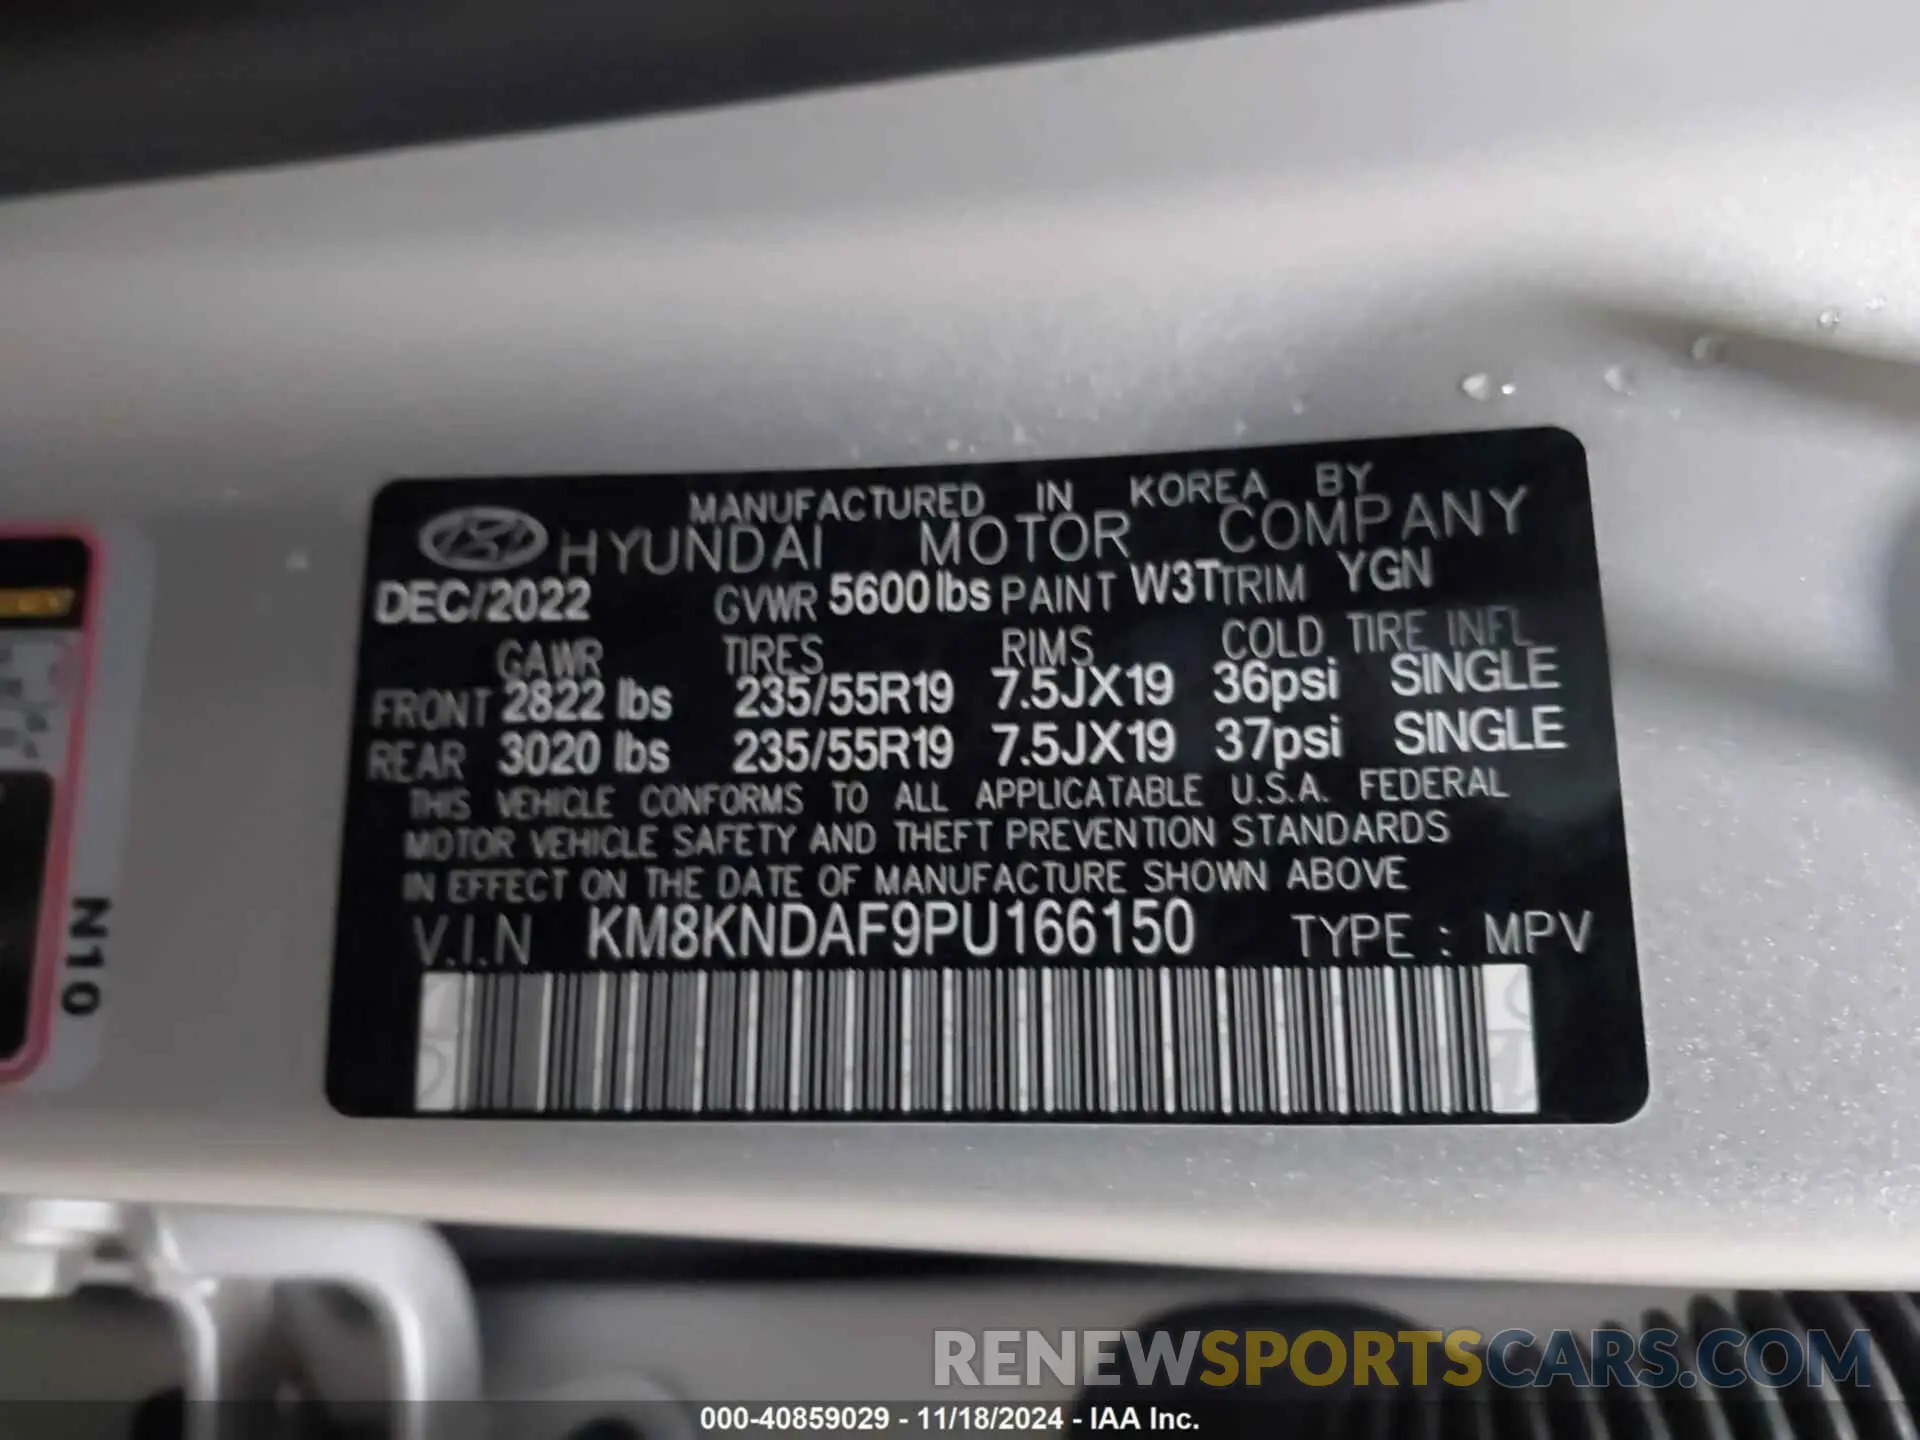 MANUFACTURED IN KOREA BY
HYUNDAI MOTOR COMPANY
DEC/2022 GVWR 5600lbs PAINT W3T TRIM YGN
GAWR TIRES RIMS COLD TIRE INFL
FRONT 2822 lbs 235/55R19 7.5JX19 36psi SINGLE
REAR 3020 lbs 235/55R19 7.5JX19 37psi SINGLE
THIS VEHICLE CONFORMS TO ALL APPLICATABLE U.S.A. FEDERAL
MOTOR VEHICLE SAFETY AND THEFT PREVENTION STANDARDS
IN EFFECT ON THE DATE OF MANUFACTURE SHOWN ABOVE
V.I.N KM8KNDAF9PU166150 TYPE : MPV
N10
RENEWSPORTSCARS.COM
000-40859029 - 11/18/2024 - IAA Inc.